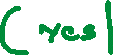 ( yes |